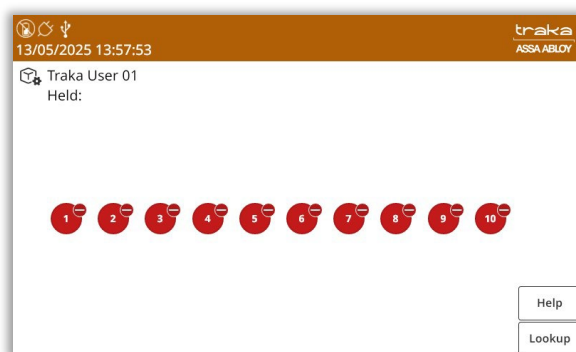 traka
13/05/2025 13:57:53
ASSA ABLOY
Traka User 01
Held:
1 2 3 4 5 6 7 8 9 10
Help
Lookup